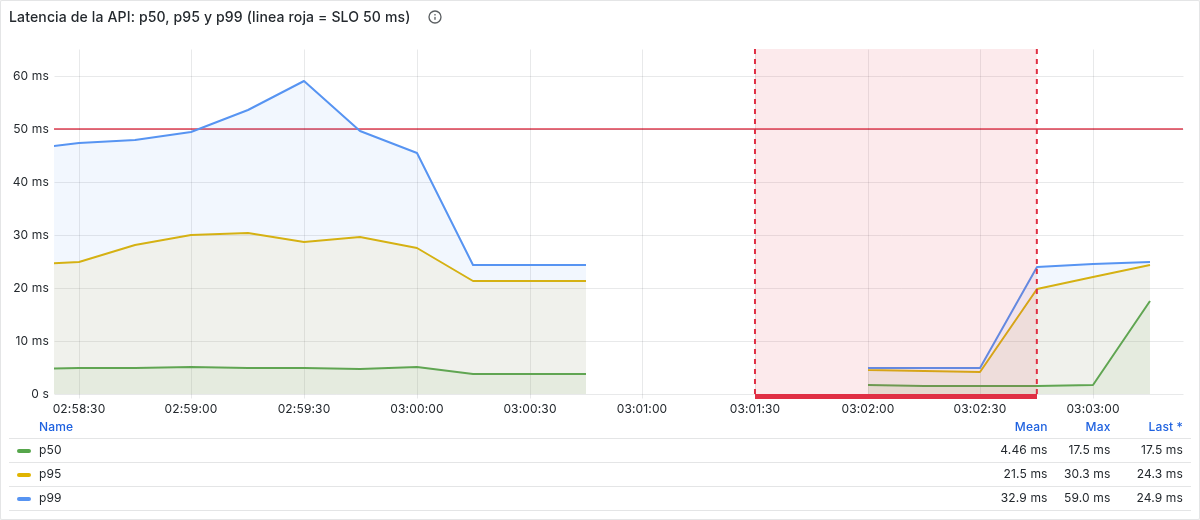 Latencia de la API: p50, p95 y p99 (linea roja = SLO 50 ms)
60 ms
50 ms
40 ms
30 ms
20 ms
10 ms
0 s
02:58:30 02:59:00 02:59:30 03:00:00 03:00:30 03:01:00 03:01:30 03:02:00 03:02:30 03:03:00
Name Mean Max Last *
p50 4.46 ms 17.5 ms 17.5 ms
p95 21.5 ms 30.3 ms 24.3 ms
p99 32.9 ms 59.0 ms 24.9 ms